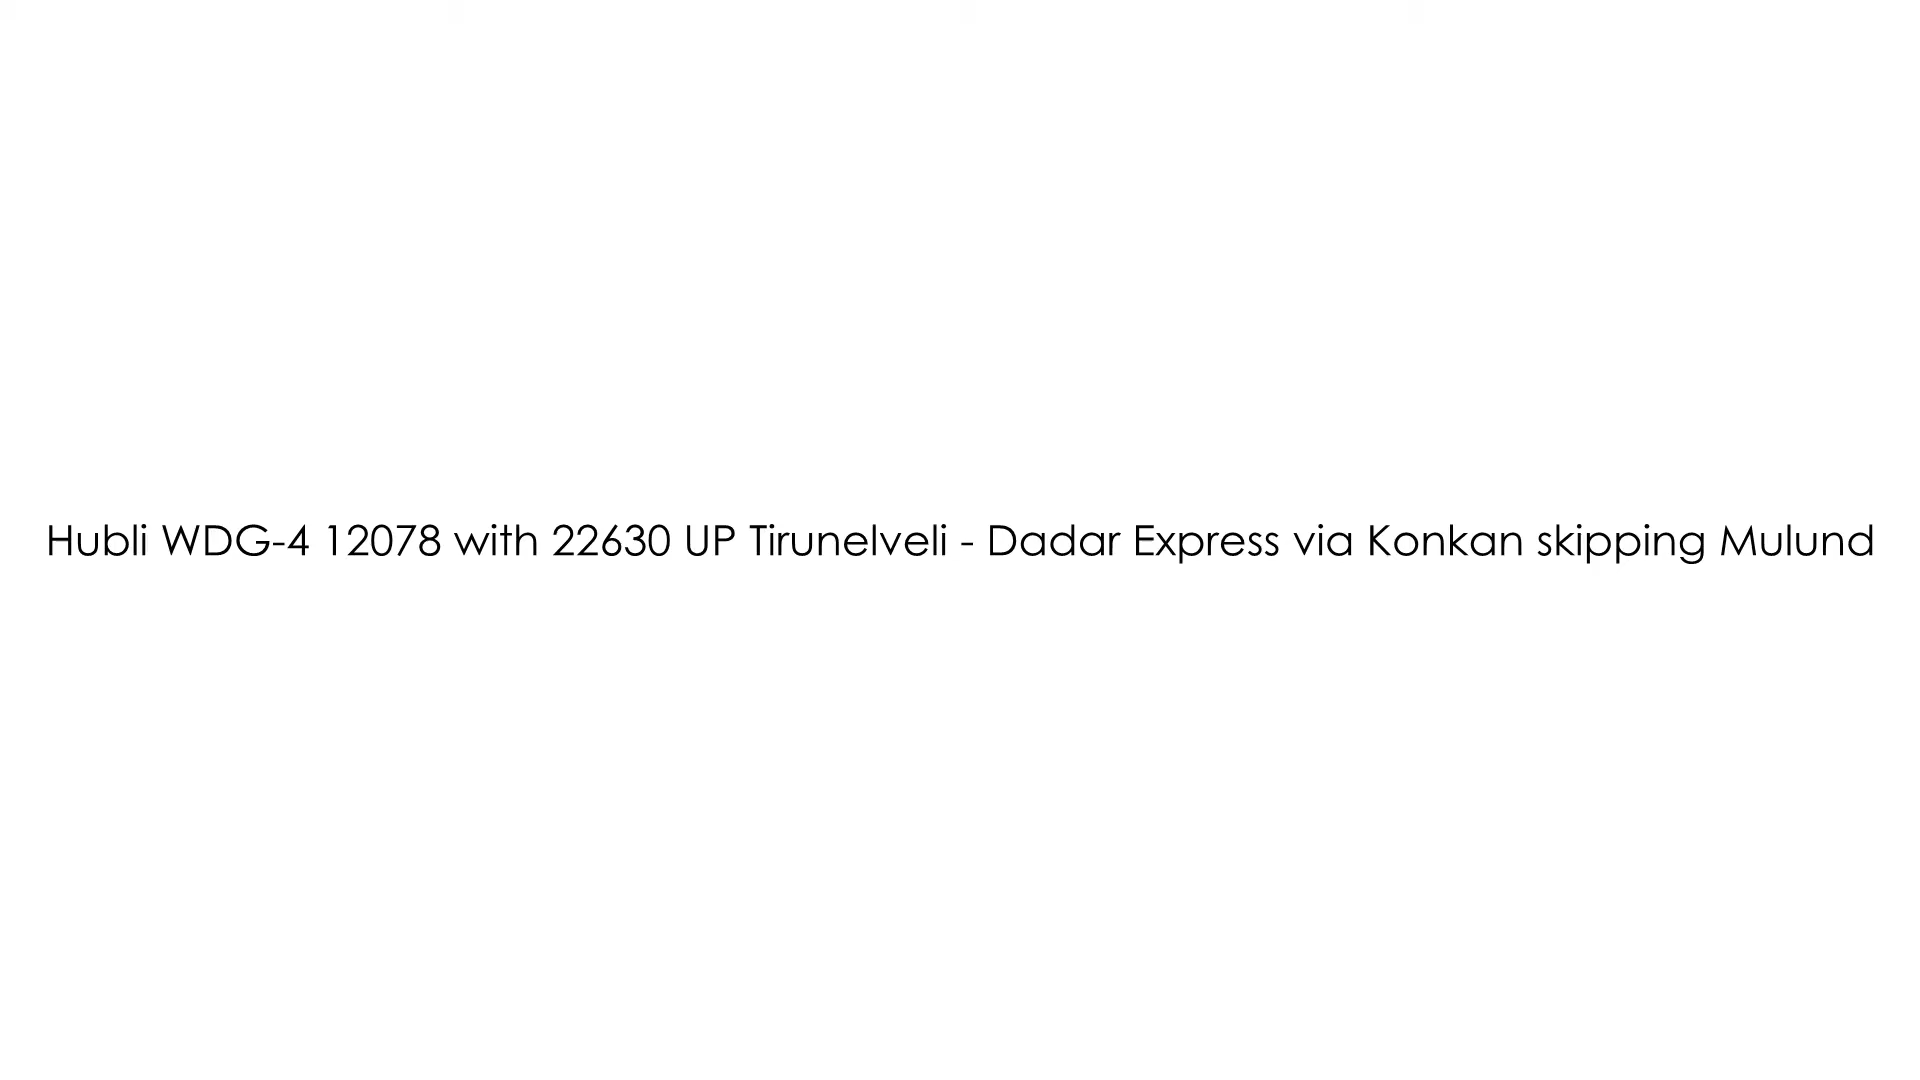 Hubli WDG-4 12078 with 22630 UP Tirunelveli - Dadar Express via Konkan skipping Mulund